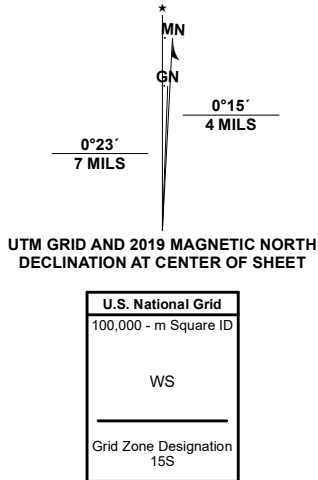 MN
GN
0°15´
4 MILS
0°23´
7 MILS
UTM GRID AND 2019 MAGNETIC NORTH
DECLINATION AT CENTER OF SHEET
U.S. National Grid
100,000 - m Square ID
WS
Grid Zone Designation
15S